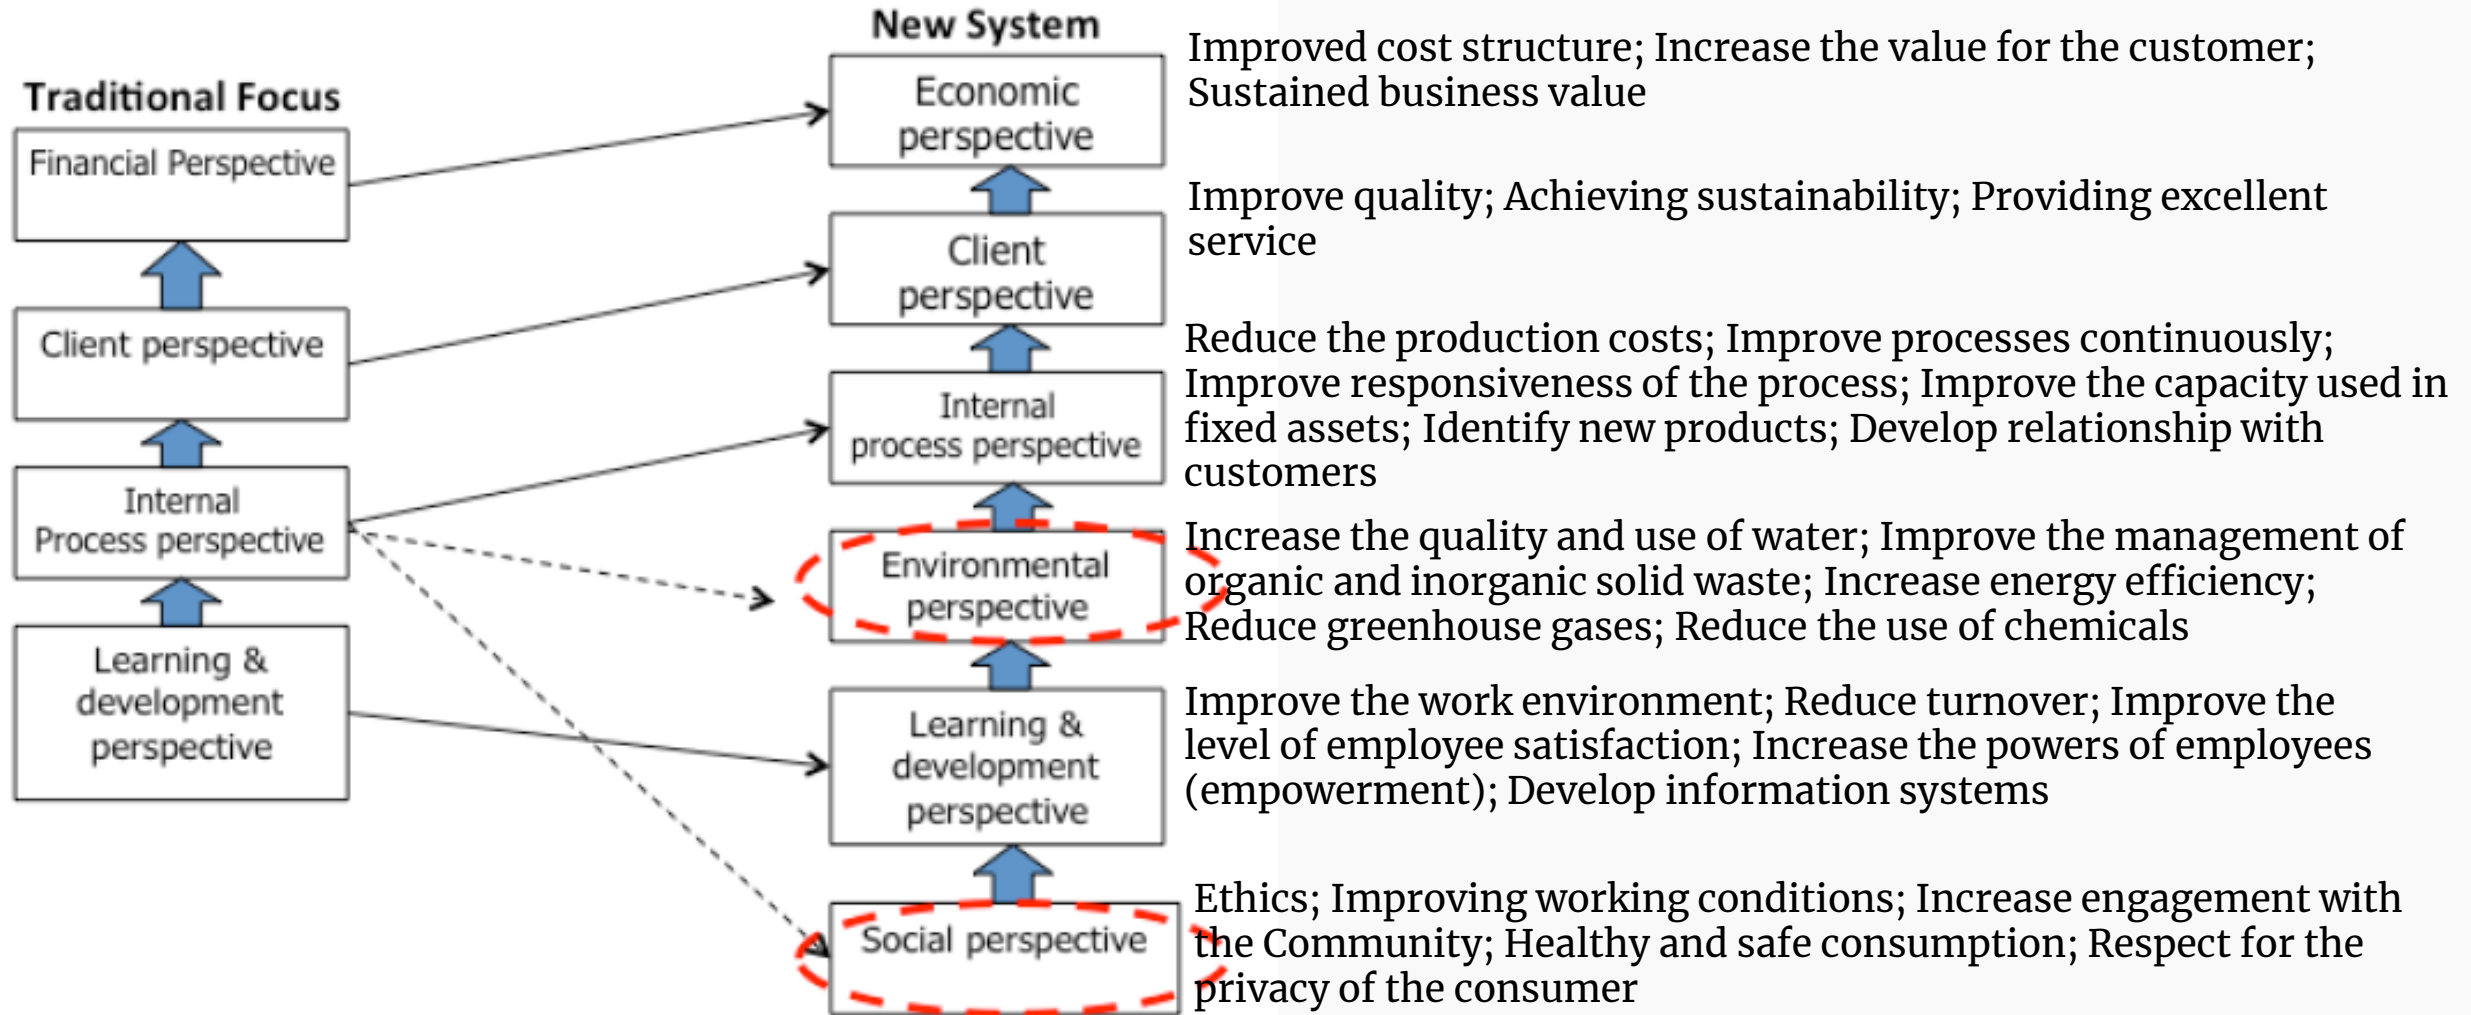 Traditional Focus
Financial Perspective
Client perspective
Internal
Process perspective
Learning &
development
perspective
New System
Economic
perspective
Improved cost structure; Increase the value for the customer;
Sustained business value
Client
perspective
Improve quality; Achieving sustainability; Providing excellent
service
Internal
process perspective
Reduce the production costs; Improve processes continuously;
Improve responsiveness of the process; Improve the capacity used in
fixed assets; Identify new products; Develop relationship with
customers
Environmental
perspective
Increase the quality and use of water; Improve the management of
organic and inorganic solid waste; Increase energy efficiency;
Reduce greenhouse gases; Reduce the use of chemicals
Learning &
development
perspective
Improve the work environment; Reduce turnover; Improve the
level of employee satisfaction; Increase the powers of employees
(empowerment); Develop information systems
Social perspective
Ethics; Improving working conditions; Increase engagement with
the Community; Healthy and safe consumption; Respect for the
privacy of the consumer